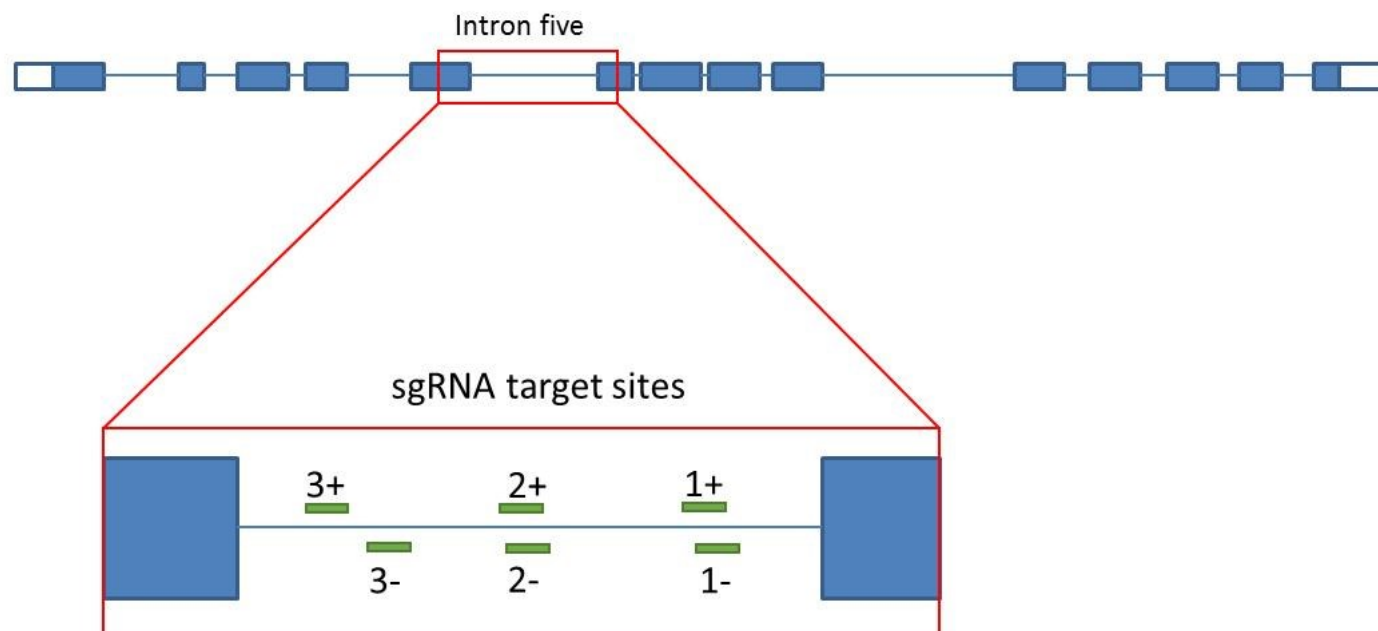 Intron five
sgRNA target sites
3+ 2+ 1+
3- 2- 1-